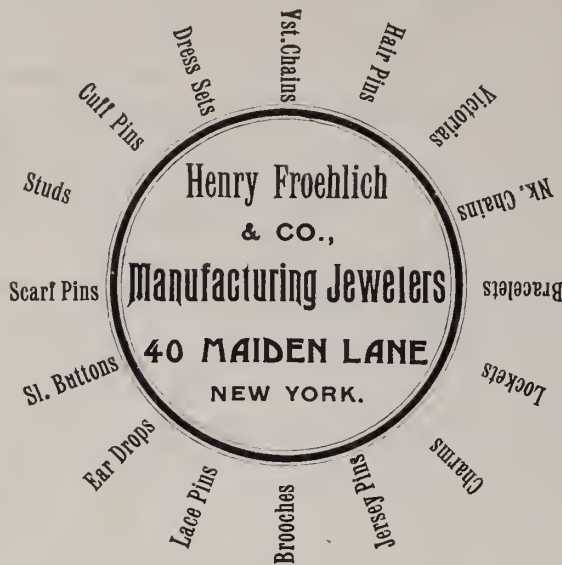 Yst.Chains
Hair Pins
Victorias
Nk. Chains
Bracelets
Lockets
Charms
Jersey Pins
Brooches
Lace Pins
Ear Drops
Sl. Buttons
Scarf Pins
Studs
Cuff Pins
Dress Sets
Henry Froehlich
& CO.,
Manufacturing Jewelers
40 MAIDEN LANE
NEW YORK.